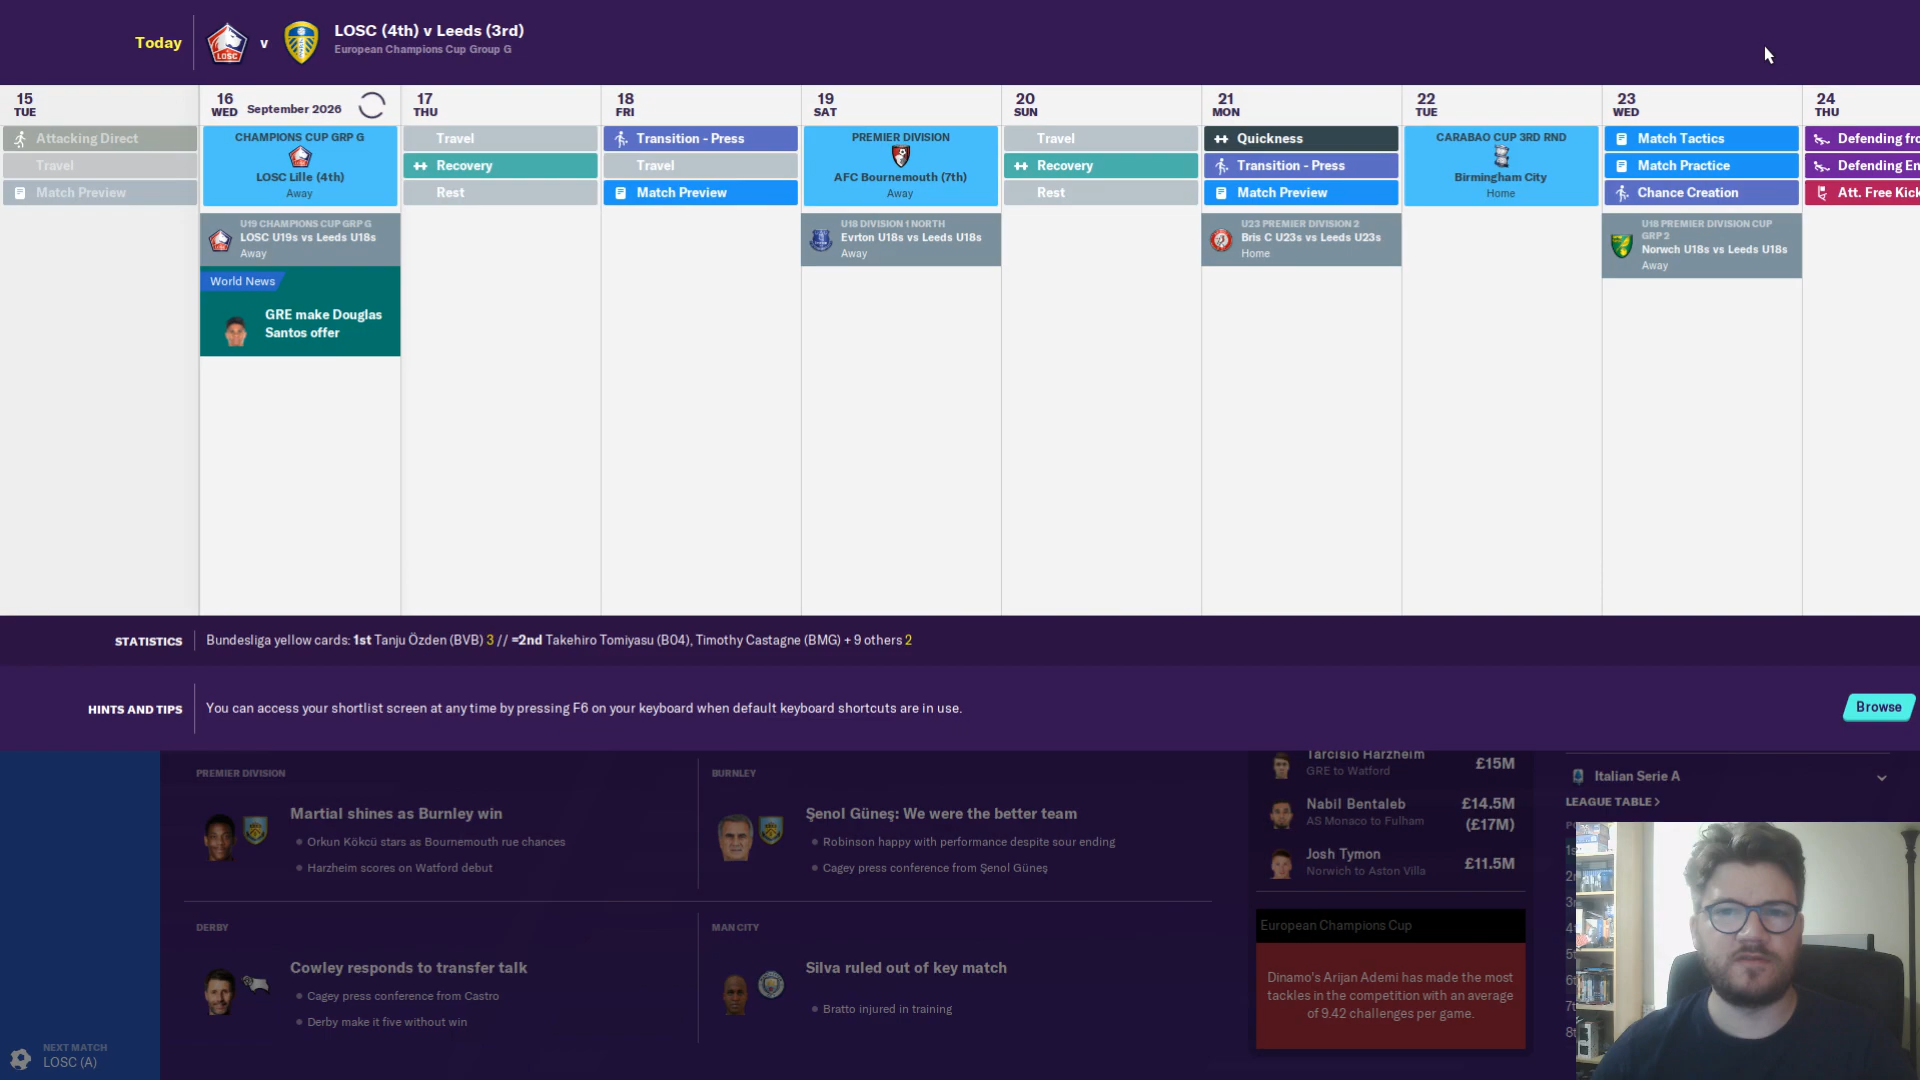 Today
v
LOSC (4th) v Leeds (3rd)
European Champions Cup Group G
LOSC
15
TUE
16
WED
September 2026
17
THU
18
FRI
19
SAT
20
SUN
21
MON
22
TUE
23
WED
24
THU
Attacking Direct
Travel
Match Preview
CHAMPIONS CUP GRP G
LOSC Lille (4th)
Away
U19 CHAMPIONS CUP GRP G
LOSC U19s vs Leeds U18s
Away
World News
GRE make Douglas
Santos offer
Travel
Recovery
Rest
Transition - Press
Travel
Match Preview
PREMIER DIVISION
AFC Bournemouth (7th)
Away
U18 DIVISION 1 NORTH
Evrton U18s vs Leeds U18s
Away
Travel
Recovery
Rest
Quickness
Transition - Press
Match Preview
U23 PREMIER DIVISION 2
Bris C U23s vs Leeds U23s
Home
CARABAO CUP 3RD RND
Birmingham City
Home
Match Tactics
Match Practice
Chance Creation
U18 PREMIER DIVISION CUP
GRP 2
Norwch U18s vs Leeds U18s
Away
Defending fro
Defending En
Att. Free Kick
STATISTICS
Bundesliga yellow cards: 1st Tanju Özden (BVB) 3 // =2nd Takehiro Tomiyasu (B04), Timothy Castagne (BMG) + 9 others 2
HINTS AND TIPS
You can access your shortlist screen at any time by pressing F6 on your keyboard when default keyboard shortcuts are in use.
Browse
PREMIER DIVISION
Martial shines as Burnley win
Orkun Kökcü stars as Bournemouth rue chances
Harzheim scores on Watford debut
BURNLEY
Şenol Güneş: We were the better team
Robinson happy with performance despite sour ending
Cagey press conference from Şenol Güneş
DERBY
Cowley responds to transfer talk
Cagey press conference from Castro
Derby make it five without win
MAN CITY
Silva ruled out of key match
Bratto injured in training
Tarcísio Harzheim
GRE to Watford
£15M
Nabil Bentaleb
AS Monaco to Fulham
£14.5M
(£17M)
Josh Tymon
Norwich to Aston Villa
£11.5M
European Champions Cup
Dinamo's Arijan Ademi has made the most
tackles in the competition with an average
of 9.42 challenges per game.
Italian Serie A
LEAGUE TABLE >
NEXT MATCH
LOSC (A)